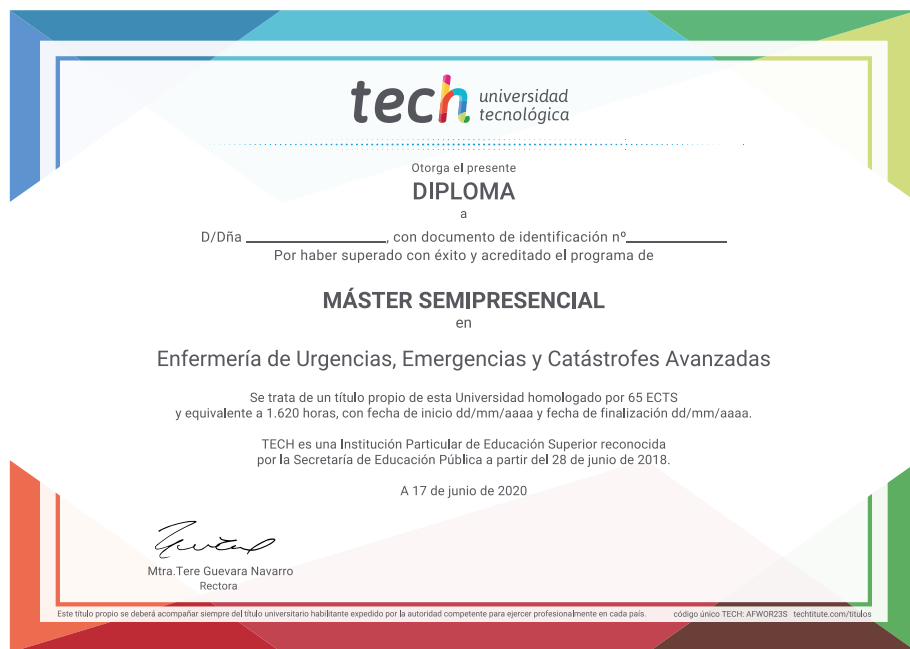 tech universidad
tecnológica
Otorga el presente
DIPLOMA
a
D/Dña ____________________, con documento de identificación nº______________
Por haber superado con éxito y acreditado el programa de
MÁSTER SEMIPRESENCIAL
en
Enfermería de Urgencias, Emergencias y Catástrofes Avanzadas
Se trata de un título propio de esta Universidad homologado por 65 ECTS
y equivalente a 1.620 horas, con fecha de inicio dd/mm/aaaa y fecha de finalización dd/mm/aaaa.
TECH es una Institución Particular de Educación Superior reconocida
por la Secretaría de Educación Pública a partir del 28 de junio de 2018.
A 17 de junio de 2020
Mtra.Tere Guevara Navarro
Rectora
Este título propio se deberá acompañar siempre del título universitario habilitante expedido por la autoridad competente para ejercer profesionalmente en cada país. código único TECH: AFWOR23S techtitute.com/titulos